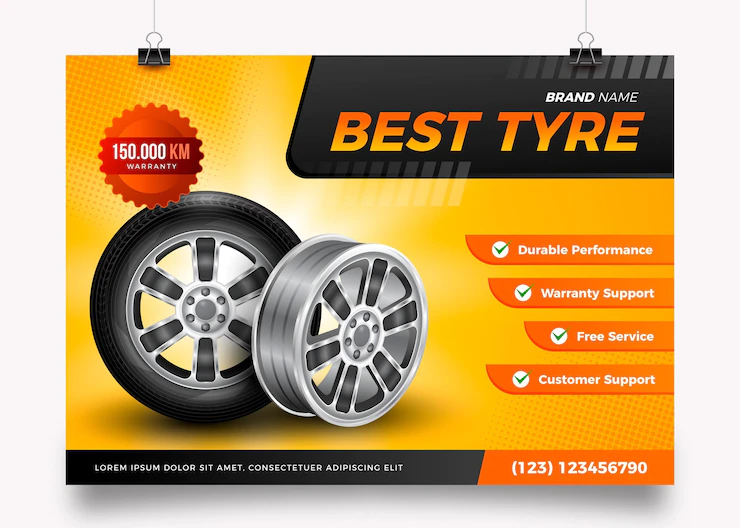 BRAND NAME
BEST TYRE
150.000 KM
WARRANTY
Durable Performance
Warranty Support
Free Service
Customer Support
LOREM IPSUM DOLOR SIT AMET, CONSECTETUER ADIPISCING ELIT
(123) 123456790